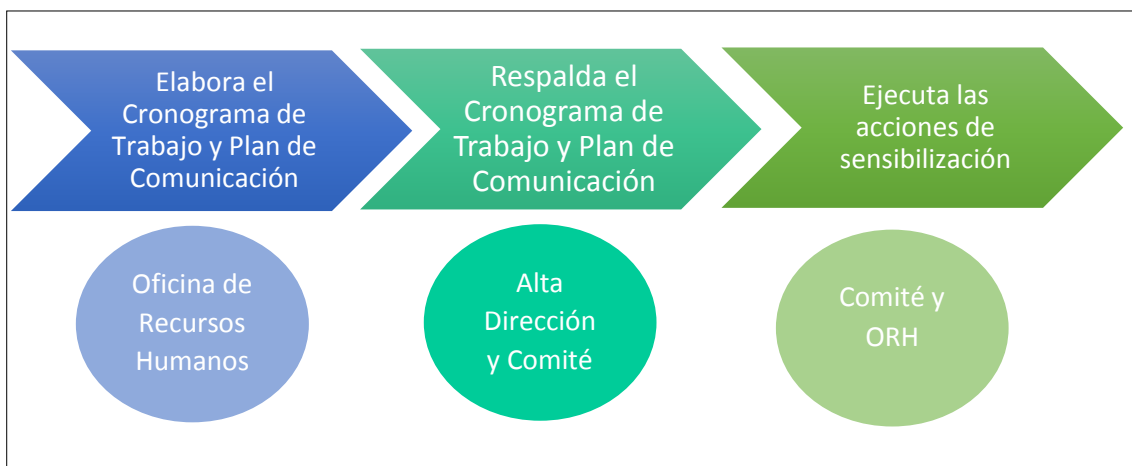 Elabora el
Cronograma de
Trabajo y Plan de
Comunicación
Respalda el
Cronograma de
Trabajo y Plan de
Comunicación
Ejecuta las
acciones de
sensibilización
Oficina de
Recursos
Humanos
Alta
Dirección
y Comité
Comité y
ORH